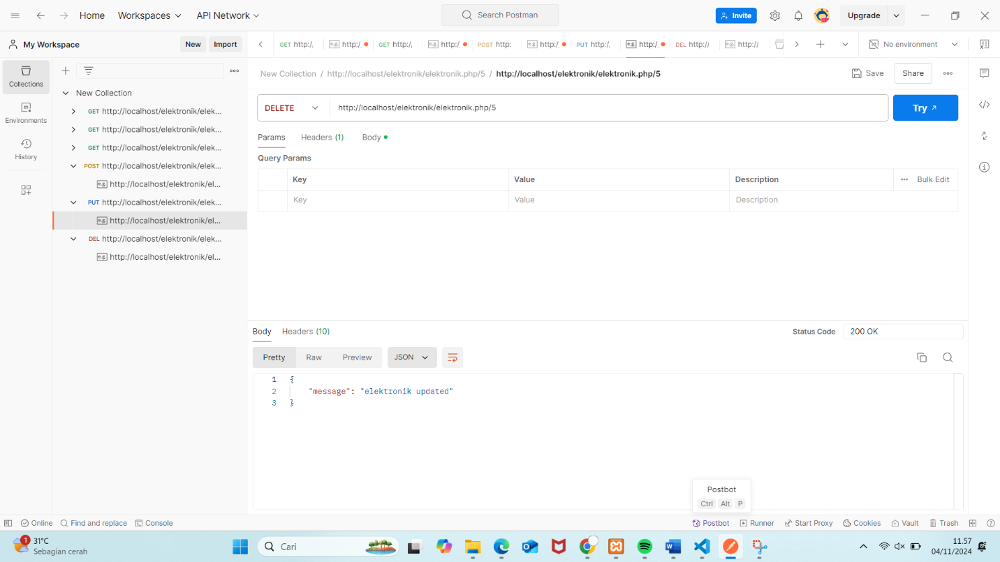 Home Workspaces API Network Search Postman Invite Upgrade
My Workspace New Import GET http:/, e.g. http:/, GET http:/, e.g. http:/, POST http: e.g. http:/, PUT http:/, e.g. http:/, DEL http:// e.g. http:// No environment
Collections
Environments
History
New Collection
GET http://localhost/elektronik/elek...
GET http://localhost/elektronik/elek...
GET http://localhost/elektronik/elek...
POST http://localhost/elektronik/elek...
e.g. http://localhost/elektronik/el...
PUT http://localhost/elektronik/elek...
e.g. http://localhost/elektronik/el...
DEL http://localhost/elektronik/elek...
e.g. http://localhost/elektronik/el...
New Collection / http://localhost/elektronik/elektronik.php/5 / http://localhost/elektronik/elektronik.php/5 Save Share
DELETE http://localhost/elektronik/elektronik.php/5 Try
Params Headers (1) Body
Query Params
Key Value Description Bulk Edit
Key Value Description
Body Headers (10) Status Code 200 OK
Pretty Raw Preview JSON
1 {
2 "message": "elektronik updated"
3 }
Postbot
Ctrl Alt P
Online Find and replace Console Postbot Runner Start Proxy Cookies Vault Trash
1 31°C
Sebagian cerah
Cari
11.57
04/11/2024